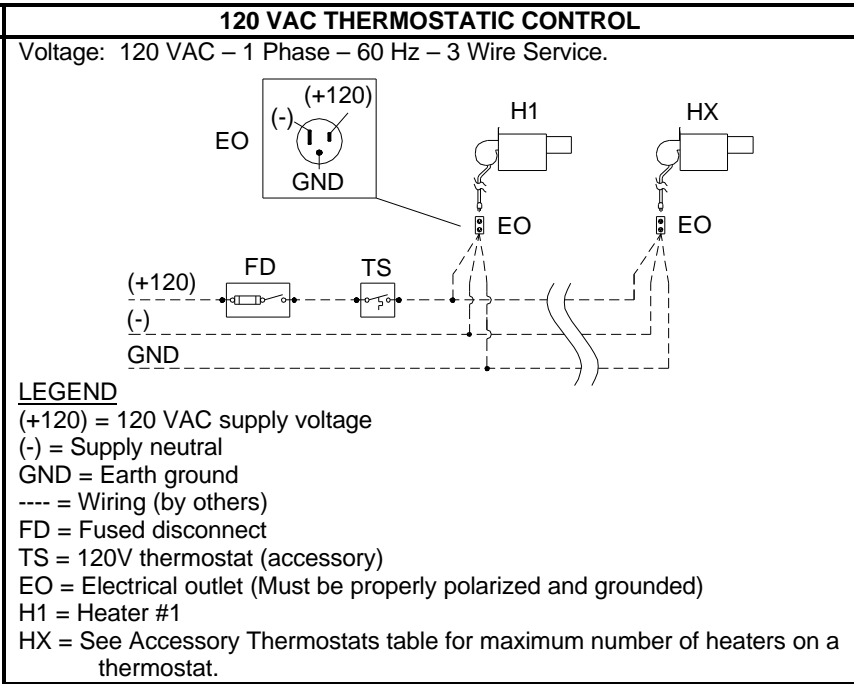 120 VAC THERMOSTATIC CONTROL
Voltage: 120 VAC – 1 Phase – 60 Hz – 3 Wire Service.
(+120)
(-)
EO
GND
H1
HX
EO
EO
FD
TS
(+120)
(-)
GND
LEGEND
(+120) = 120 VAC supply voltage
(-) = Supply neutral
GND = Earth ground
---- = Wiring (by others)
FD = Fused disconnect
TS = 120V thermostat (accessory)
EO = Electrical outlet (Must be properly polarized and grounded)
H1 = Heater #1
HX = See Accessory Thermostats table for maximum number of heaters on a
thermostat.